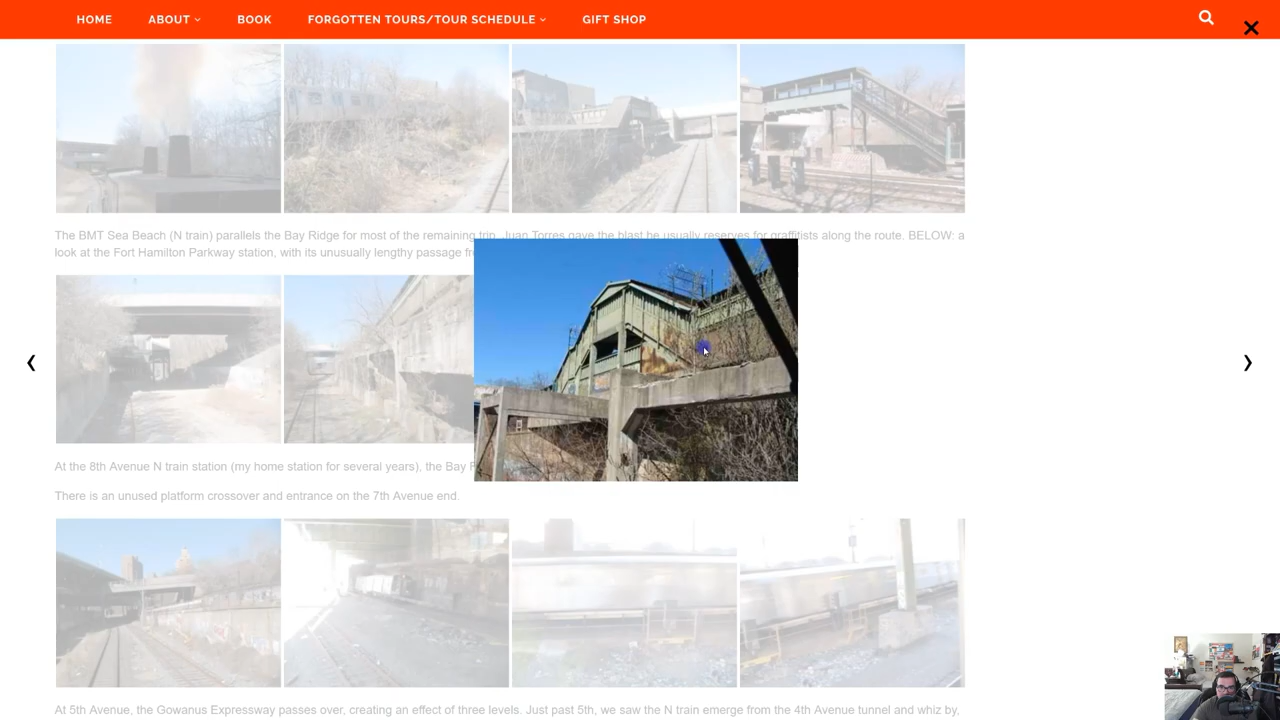 HOME ABOUT BOOK FORGOTTEN TOURS/TOUR SCHEDULE GIFT SHOP
The BMT Sea Beach (N train) parallels the Bay Ridge for most of the remaining trip. Juan Torres gave the blast he usually reserves for graffitists along the route. BELOW: a
look at the Fort Hamilton Parkway station, with its unusually lengthy passage
At the 8th Avenue N train station (my home station for several years), the Bay
There is an unused platform crossover and entrance on the 7th Avenue end.
At 5th Avenue, the Gowanus Expressway passes over, creating an effect of three levels. Just past 5th, we saw the N train emerge from the 4th Avenue tunnel and whiz by,